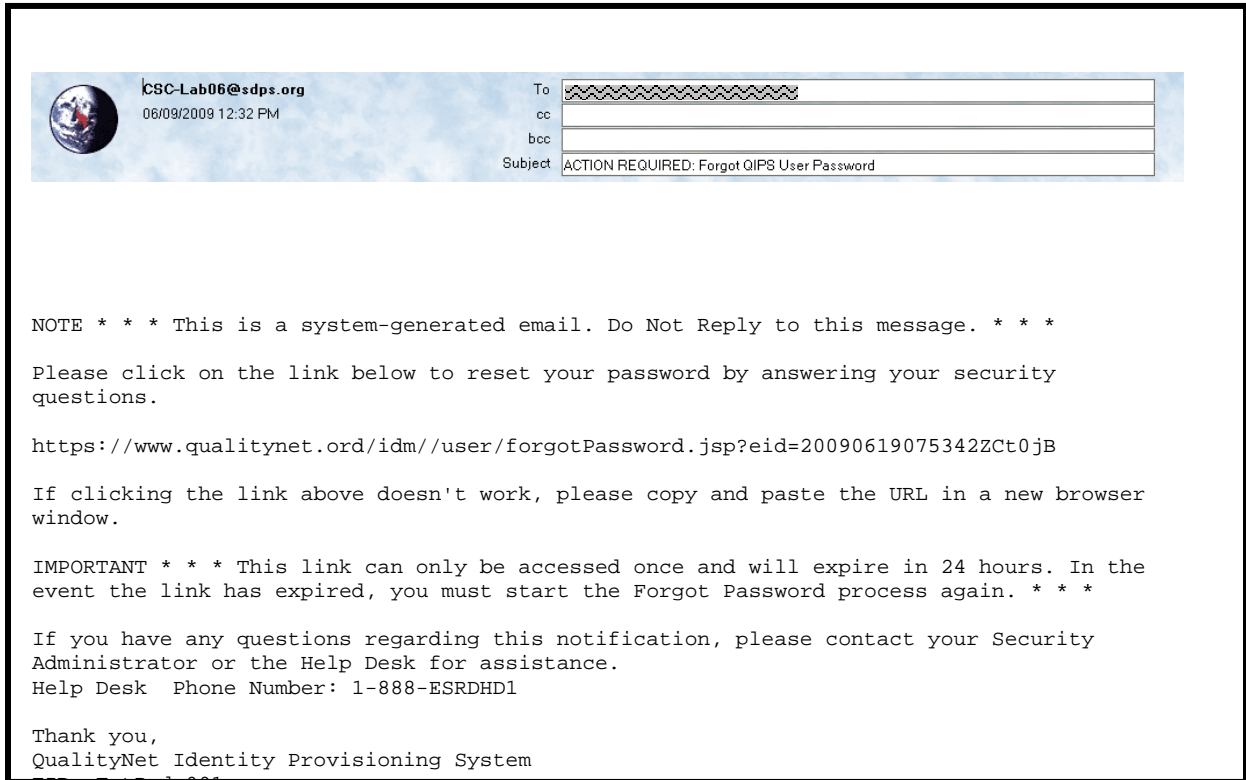 CSC-Lab06@sdps.org
06/09/2009 12:32 PM
To
cc
bcc
Subject ACTION REQUIRED: Forgot QIPS User Password
NOTE * * * This is a system-generated email. Do Not Reply to this message. * * *
Please click on the link below to reset your password by answering your security
questions.
https://www.qualitynet.ord/idm//user/forgotPassword.jsp?eid=20090619075342ZCt0jB
If clicking the link above doesn't work, please copy and paste the URL in a new browser
window.
IMPORTANT * * * This link can only be accessed once and will expire in 24 hours. In the
event the link has expired, you must start the Forgot Password process again. * * *
If you have any questions regarding this notification, please contact your Security
Administrator or the Help Desk for assistance.
Help Desk  Phone Number: 1-888-ESRDHD1
Thank you,
QualityNet Identity Provisioning System